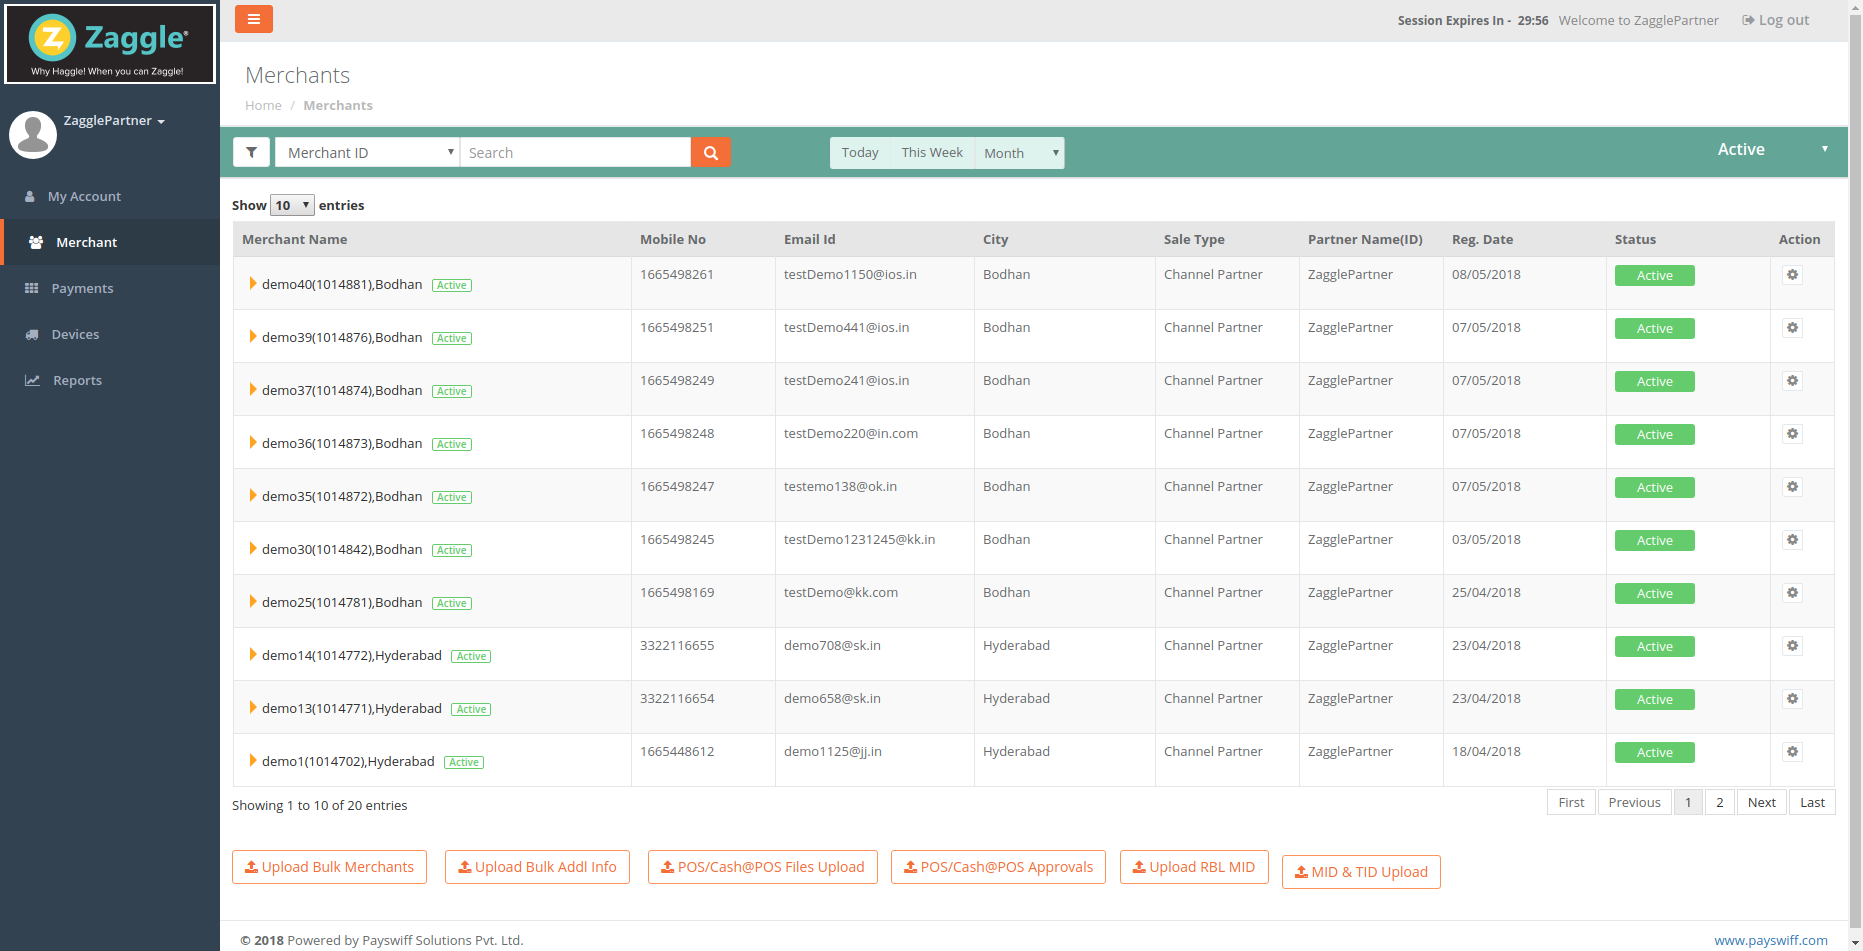 Zaggle®
Why Haggle! When you can Zaggle!
Session Expires In - 29:56 Welcome to ZagglePartner Log out
ZagglePartner
My Account
Merchant
Payments
Devices
Reports
Merchants
Home / Merchants
Merchant ID Search Today This Week Month Active
Show 10 entries
Merchant Name Mobile No Email Id City Sale Type Partner Name(ID) Reg. Date Status Action
demo40(1014881),Bodhan Active 1665498261 testDemo1150@ios.in Bodhan Channel Partner ZagglePartner 08/05/2018 Active
demo39(1014876),Bodhan Active 1665498251 testDemo441@ios.in Bodhan Channel Partner ZagglePartner 07/05/2018 Active
demo37(1014874),Bodhan Active 1665498249 testDemo241@ios.in Bodhan Channel Partner ZagglePartner 07/05/2018 Active
demo36(1014873),Bodhan Active 1665498248 testDemo220@in.com Bodhan Channel Partner ZagglePartner 07/05/2018 Active
demo35(1014872),Bodhan Active 1665498247 testemo138@ok.in Bodhan Channel Partner ZagglePartner 07/05/2018 Active
demo30(1014842),Bodhan Active 1665498245 testDemo1231245@kk.in Bodhan Channel Partner ZagglePartner 03/05/2018 Active
demo25(1014781),Bodhan Active 1665498169 testDemo@kk.com Bodhan Channel Partner ZagglePartner 25/04/2018 Active
demo14(1014772),Hyderabad Active 3322116655 demo708@sk.in Hyderabad Channel Partner ZagglePartner 23/04/2018 Active
demo13(1014771),Hyderabad Active 3322116654 demo658@sk.in Hyderabad Channel Partner ZagglePartner 23/04/2018 Active
demo1(1014702),Hyderabad Active 1665448612 demo1125@jj.in Hyderabad Channel Partner ZagglePartner 18/04/2018 Active
Showing 1 to 10 of 20 entries First Previous 1 2 Next Last
Upload Bulk Merchants Upload Bulk Addl Info POS/Cash@POS Files Upload POS/Cash@POS Approvals Upload RBL MID MID & TID Upload
© 2018 Powered by Payswiff Solutions Pvt. Ltd. www.payswiff.com